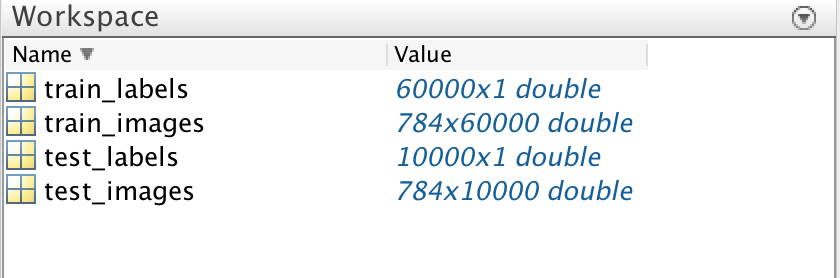 Workspace
Name Value
train_labels 60000x1 double
train_images 784x60000 double
test_labels 10000x1 double
test_images 784x10000 double